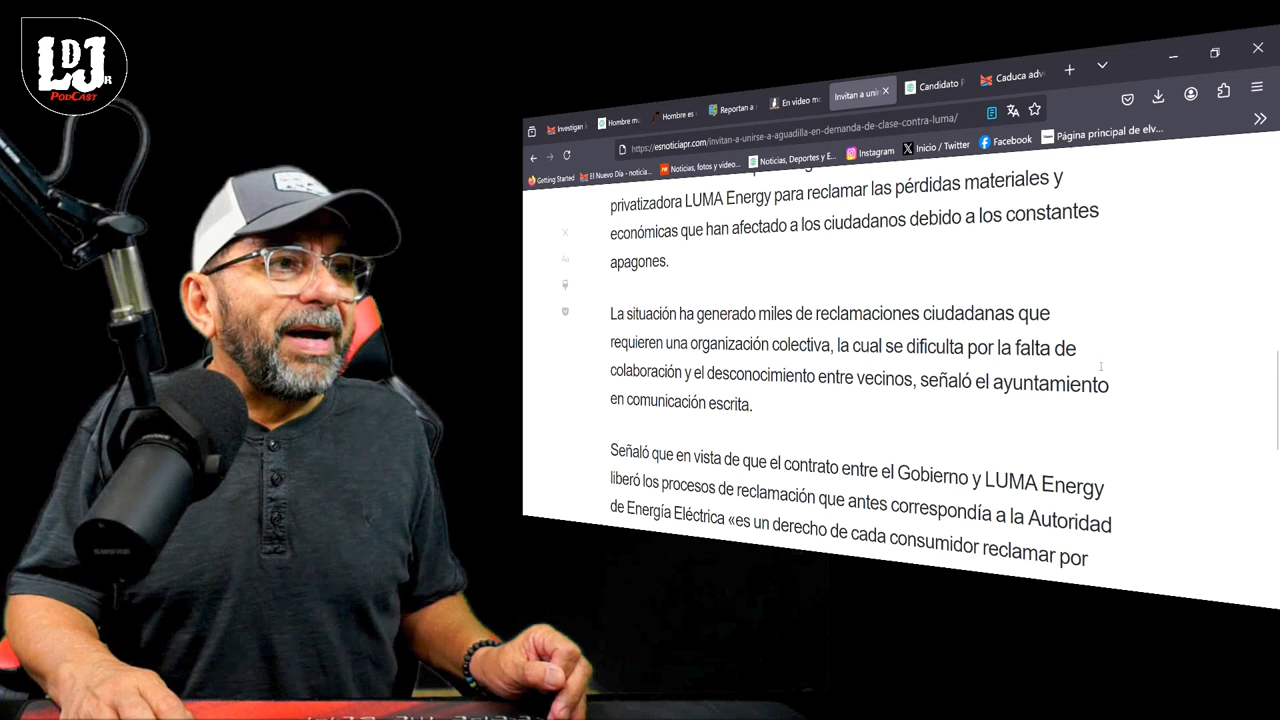 LDJR
PODCAST
Investigan
Hombre mu
Hombre es
Reportan a
En video m
Invitan a unir
Candidato P
Caduca adv
https://esnoticiapr.com/invitan-a-unirse-a-aguadilla-en-demanda-de-clase-contra-luma/
Getting Started
El Nuevo Día - noticia...
Noticias, fotos y video...
Noticias, Deportes y E...
Instagram
Inicio / Twitter
Facebook
Página principal de elv...
privatizadora LUMA Energy para reclamar las pérdidas materiales y
económicas que han afectado a los ciudadanos debido a los constantes
apagones.
La situación ha generado miles de reclamaciones ciudadanas que
requieren una organización colectiva, la cual se dificulta por la falta de
colaboración y el desconocimiento entre vecinos, señaló el ayuntamiento
en comunicación escrita.
Señaló que en vista de que el contrato entre el Gobierno y LUMA Energy
liberó los procesos de reclamación que antes correspondía a la Autoridad
de Energía Eléctrica «es un derecho de cada consumidor reclamar por
SHURE